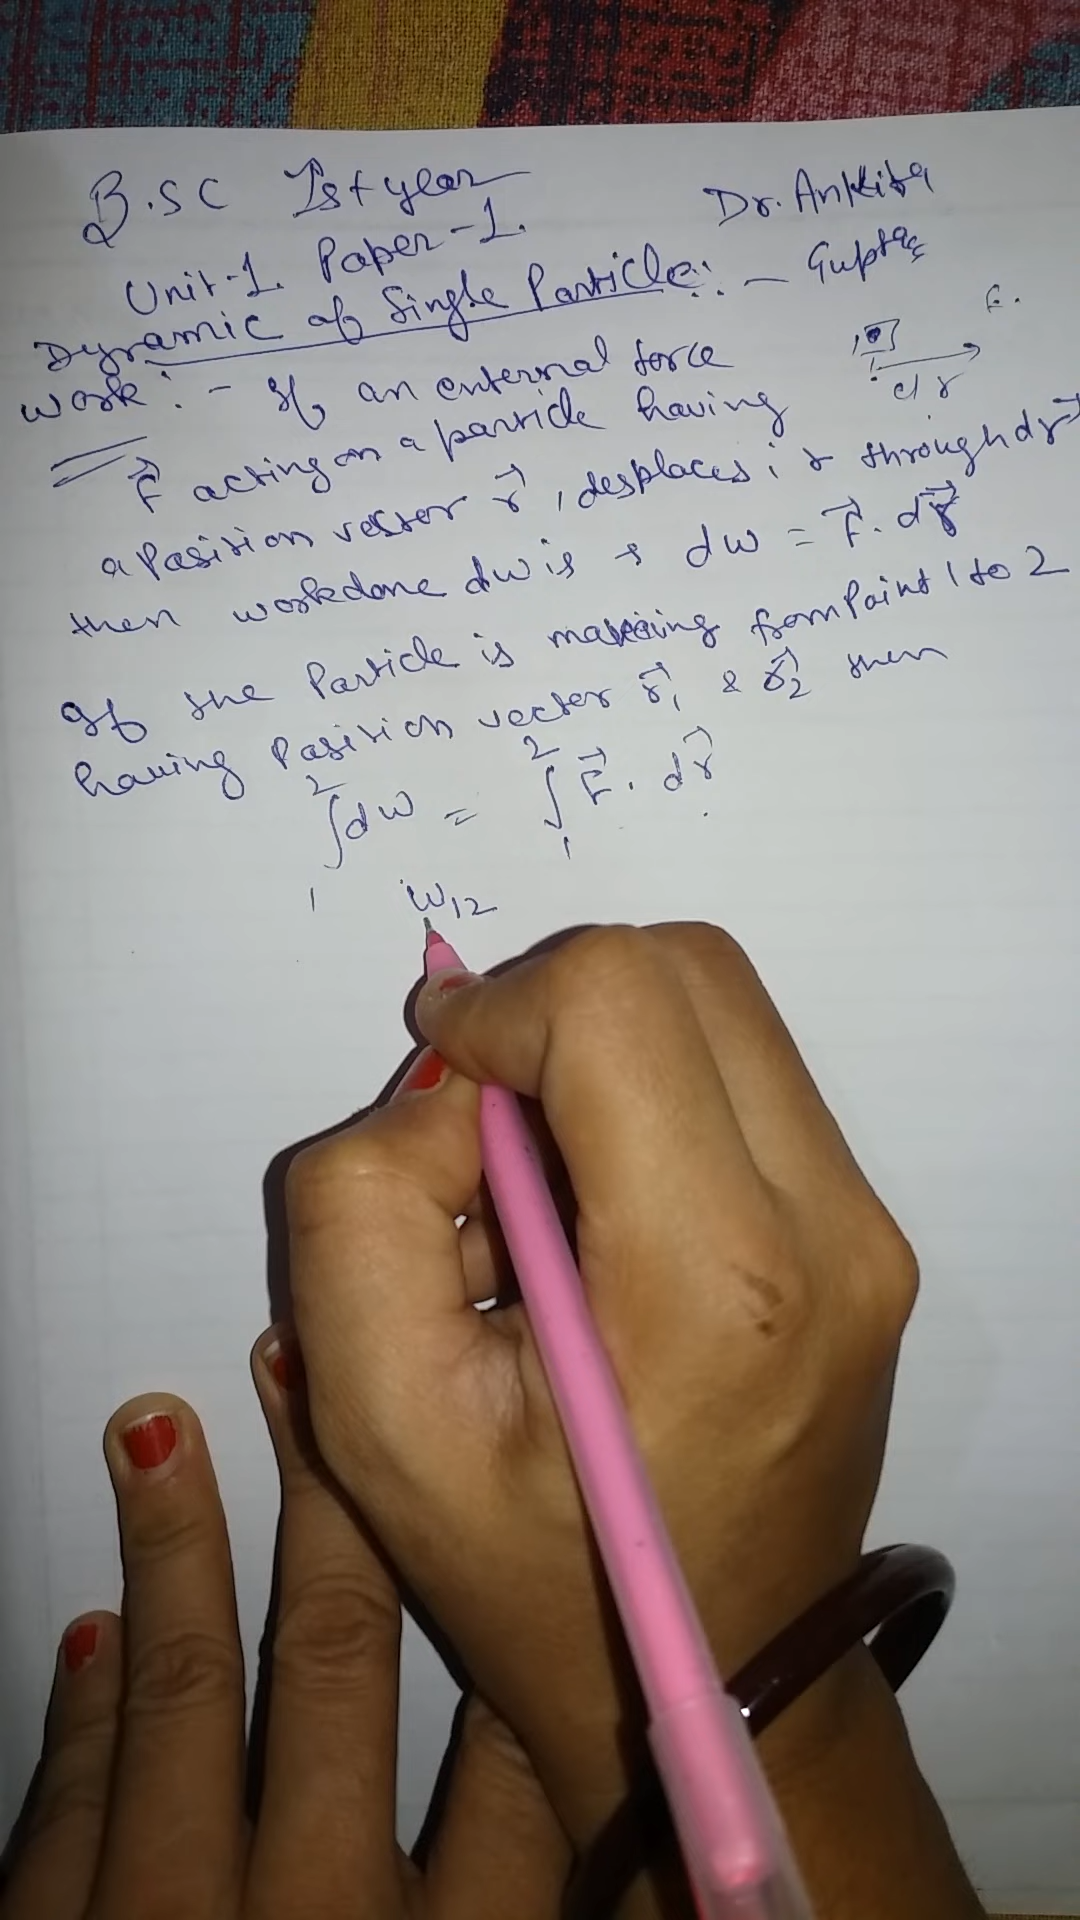 B.SC Ist year
Dr. Ankita Gupta
Unit-1. Paper-1.
Dynamic of Single Particle: -
F.
dr
Work: - If an external force
F⃗ acting on a particle having
a Position vector r⃗, desplaces it through dr⃗
then workdone dw is dw = F⃗. dr⃗
If the Particle is moving from Point 1 to 2
having Position vector r⃗₁ & r⃗₂ then
∫₁² dw = ∫₁² F⃗. dr⃗
W₁₂